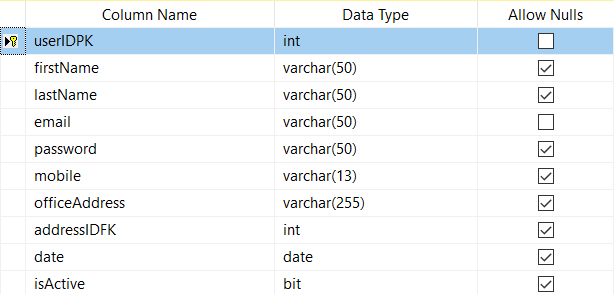 Column Name Data Type Allow Nulls
userIDPK int
firstName varchar(50)
lastName varchar(50)
email varchar(50)
password varchar(50)
mobile varchar(13)
officeAddress varchar(255)
addressIDFK int
date date
isActive bit